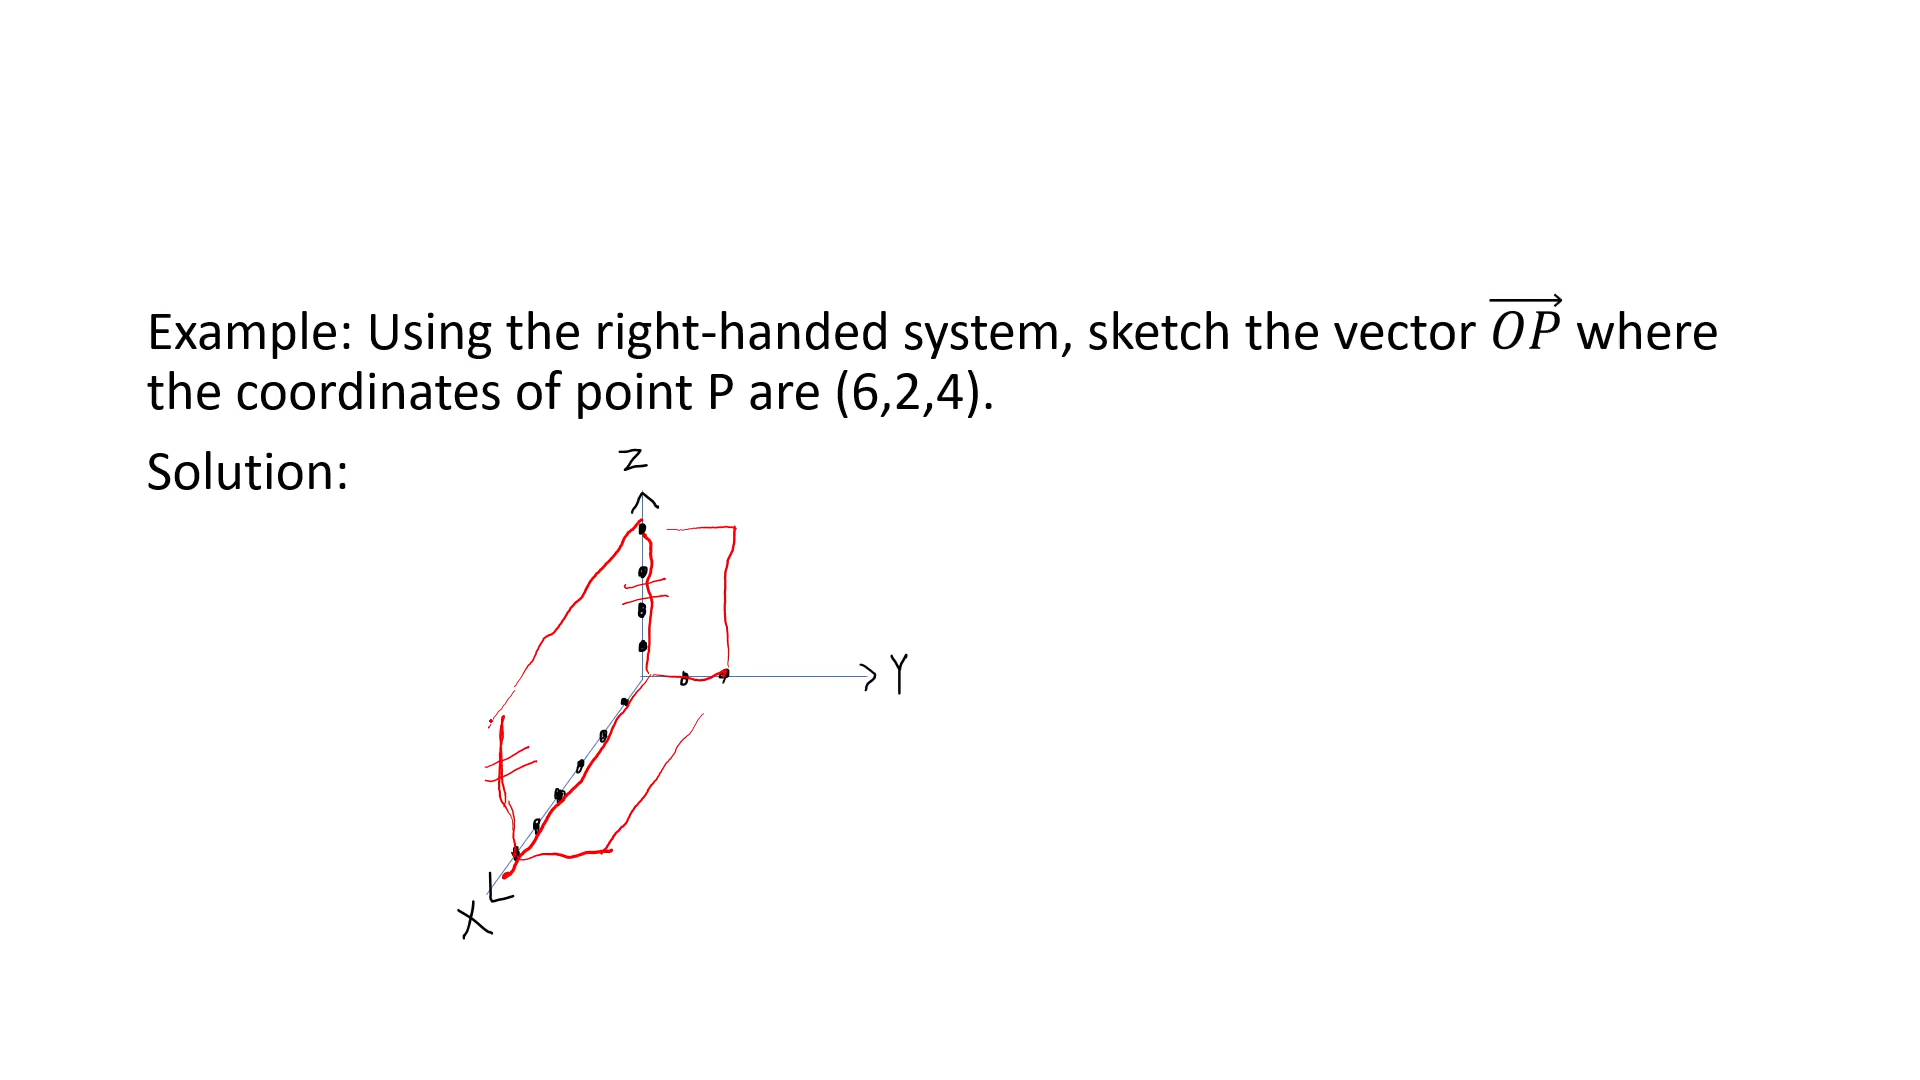 Example: Using the right-handed system, sketch the vector \overrightarrow{OP} where
the coordinates of point P are (6,2,4).
Solution:
Z
Y
X